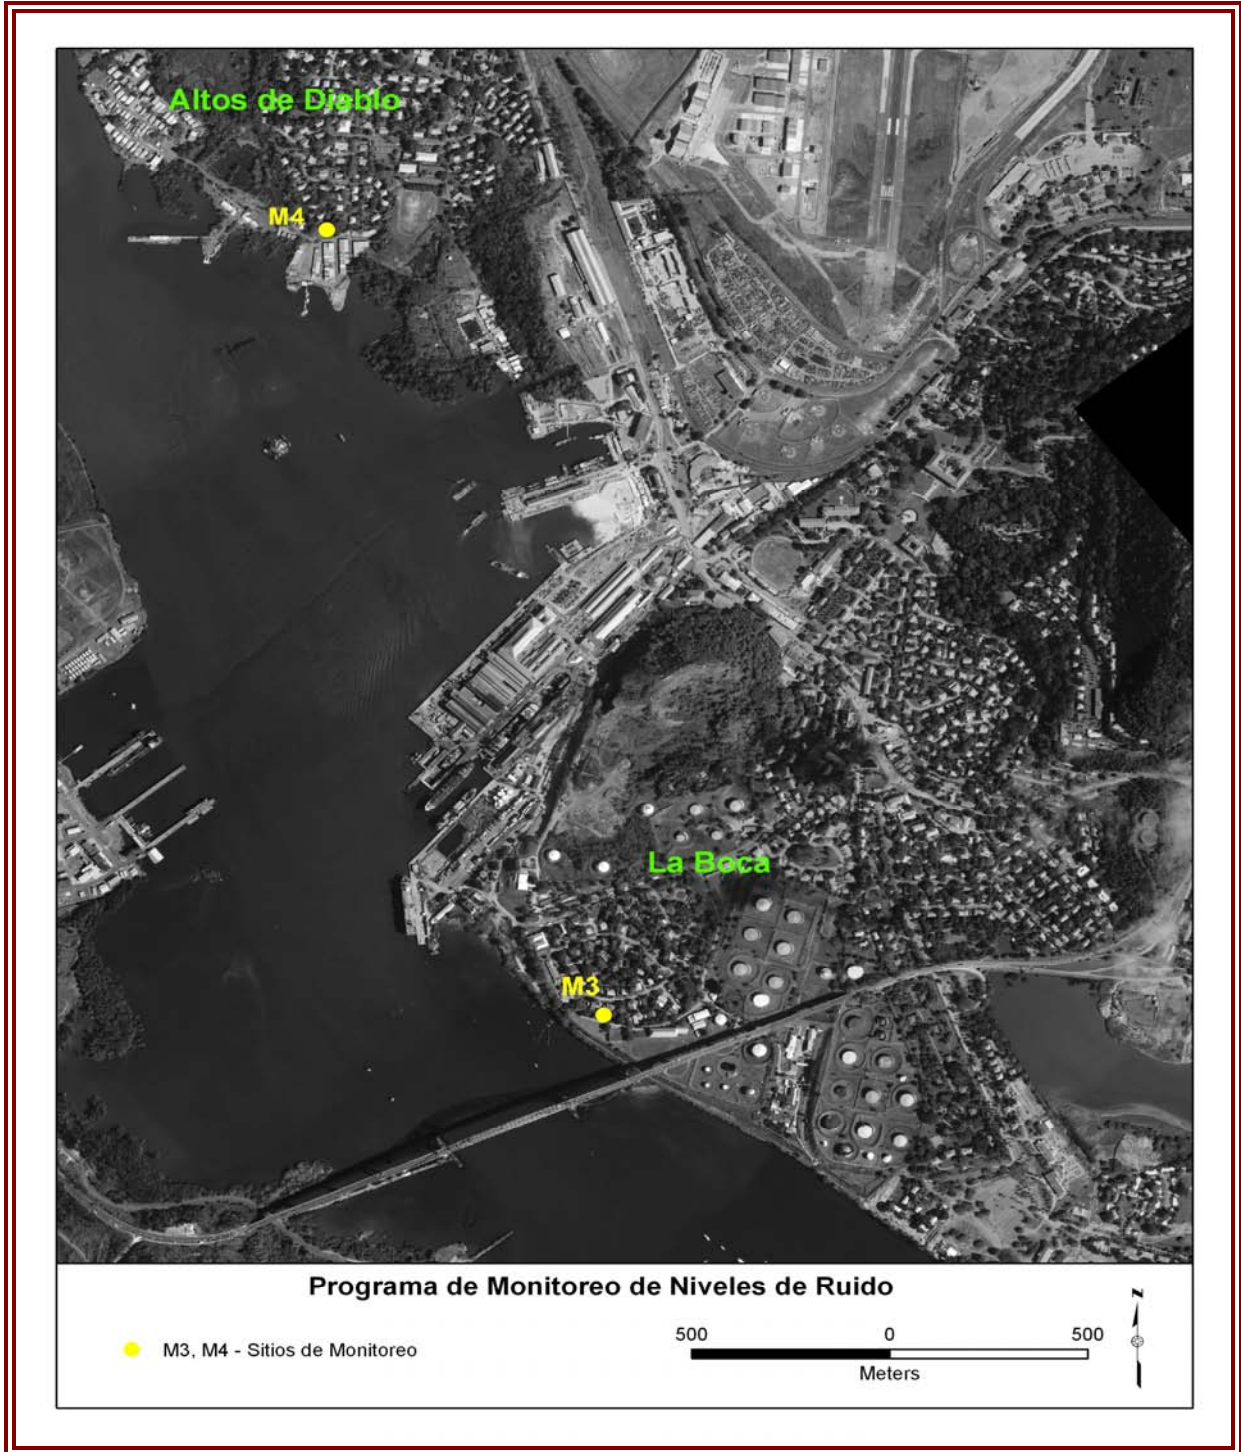 Altos de Diablo
M4
La Boca
M3
Programa de Monitoreo de Niveles de Ruido
M3, M4 - Sitios de Monitoreo
500 0 500
Meters
N